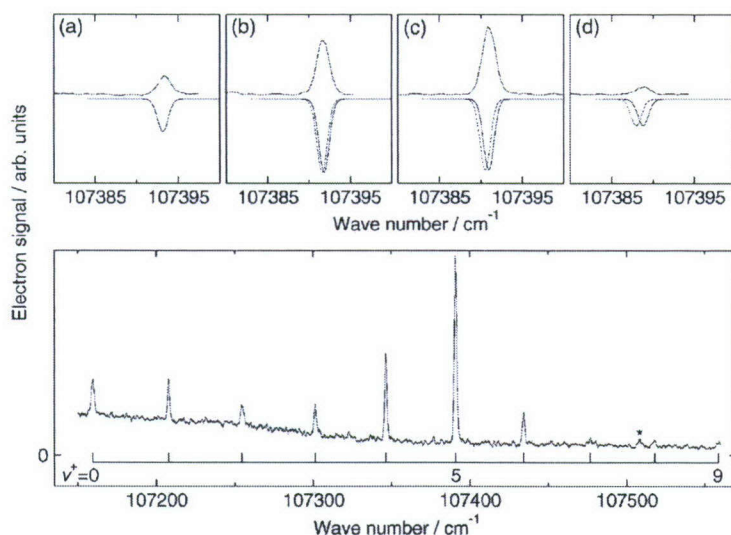 (a) (b) (c) (d)
107385 107395 107385 107395 107385 107395 107385 107395
Wave number / cm⁻¹
Electron signal / arb. units
*
0
v⁺=0 5 9
107200 107300 107400 107500
Wave number / cm⁻¹